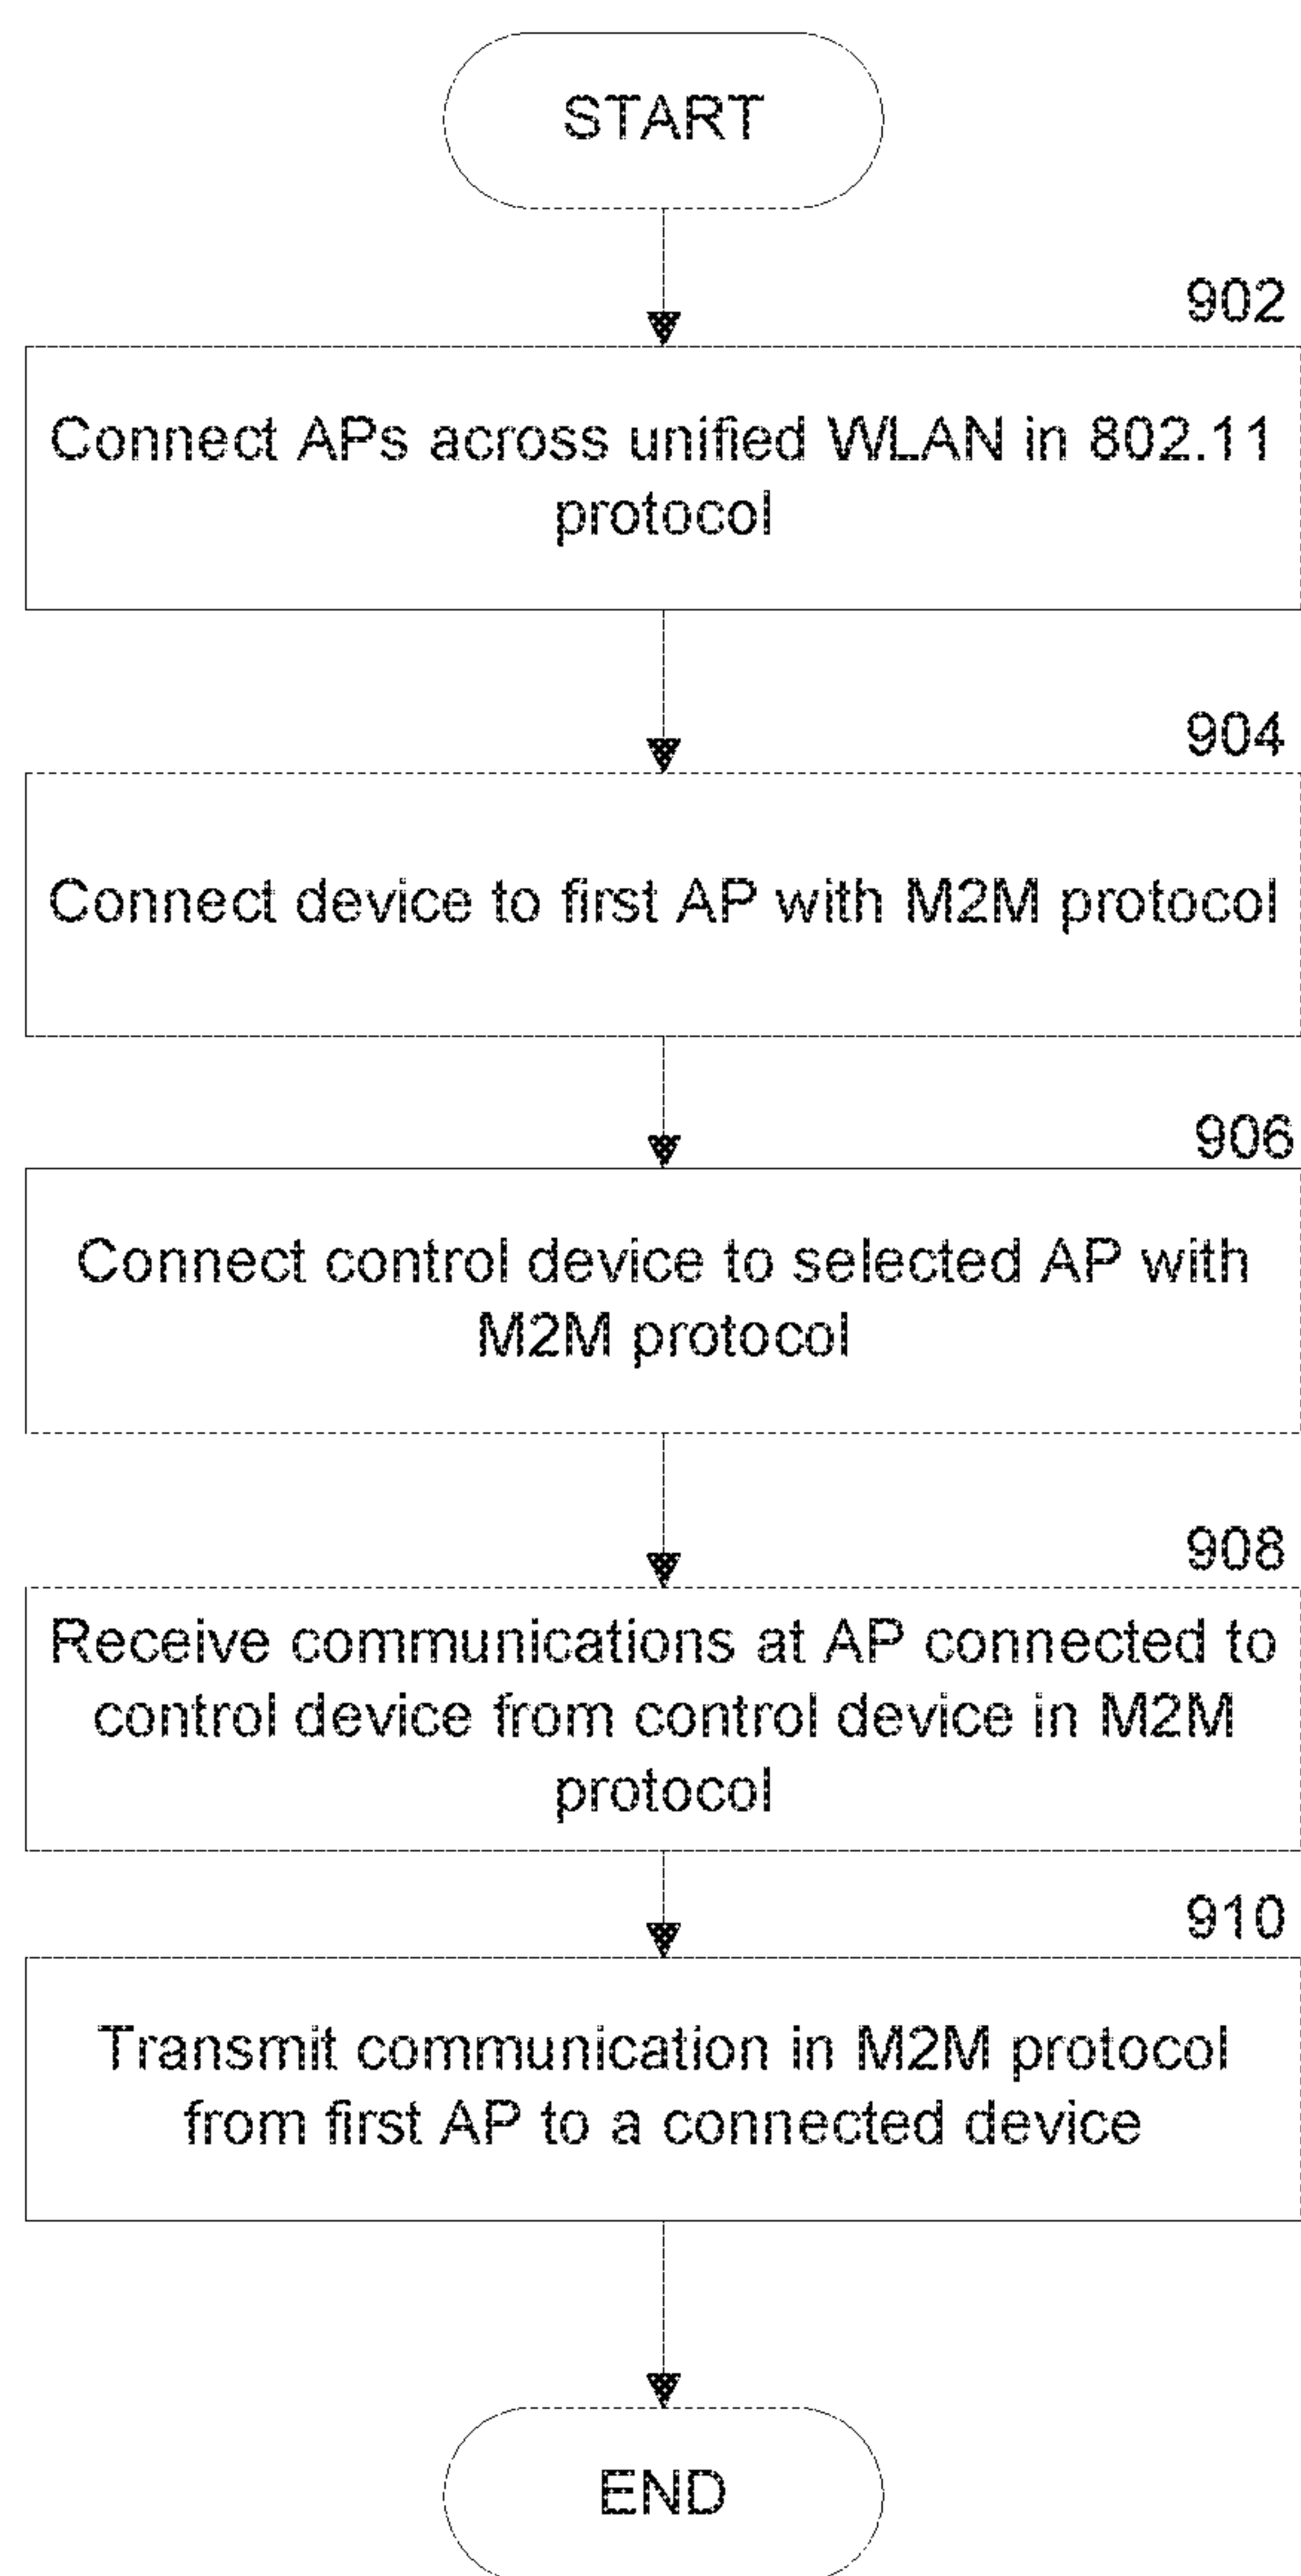 START
902
Connect APs across unified WLAN in 802.11
protocol
904
Connect device to first AP with M2M protocol
906
Connect control device to selected AP with
M2M protocol
908
Receive communications at AP connected to
control device from control device in M2M
protocol
910
Transmit communication in M2M protocol
from first AP to a connected device
END